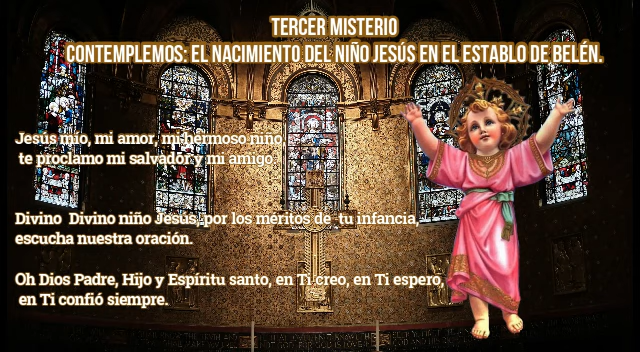 TERCER MISTERIO
CONTEMPLEMOS: EL NACIMIENTO DEL NIÑO JESÚS EN EL ESTABLO DE BELÉN.
Jesús mío, mi amor, mi hermoso niño,
te proclamo mi salvador y mi amigo.
Divino Divino niño Jesús, por los méritos de tu infancia,
escucha nuestra oración.
Oh Dios Padre, Hijo y Espíritu santo, en Ti creo, en Ti espero,
en Ti confió siempre.